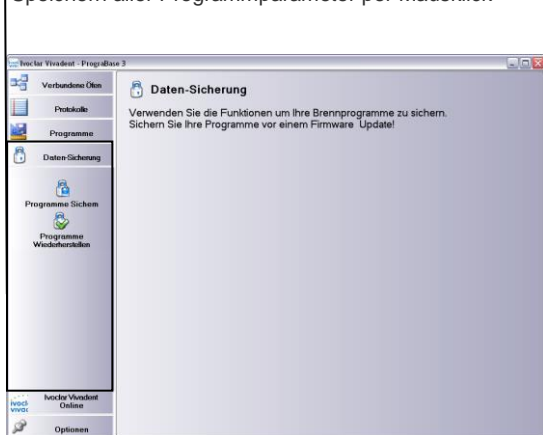 Speichern aller Programmparameter per Mausklick
Ivoclar Vivadent - PrograBase 3
Verbundene Öfen
Protokolle
Programme
Daten-Sicherung
Programme Sichern
Programme
Wiederherstellen
Ivoclar Vivadent
Online
Optionen
Daten-Sicherung
Verwenden Sie die Funktionen um Ihre Brennprogramme zu sichern.
Sichern Sie Ihre Programme vor einem Firmware Update!